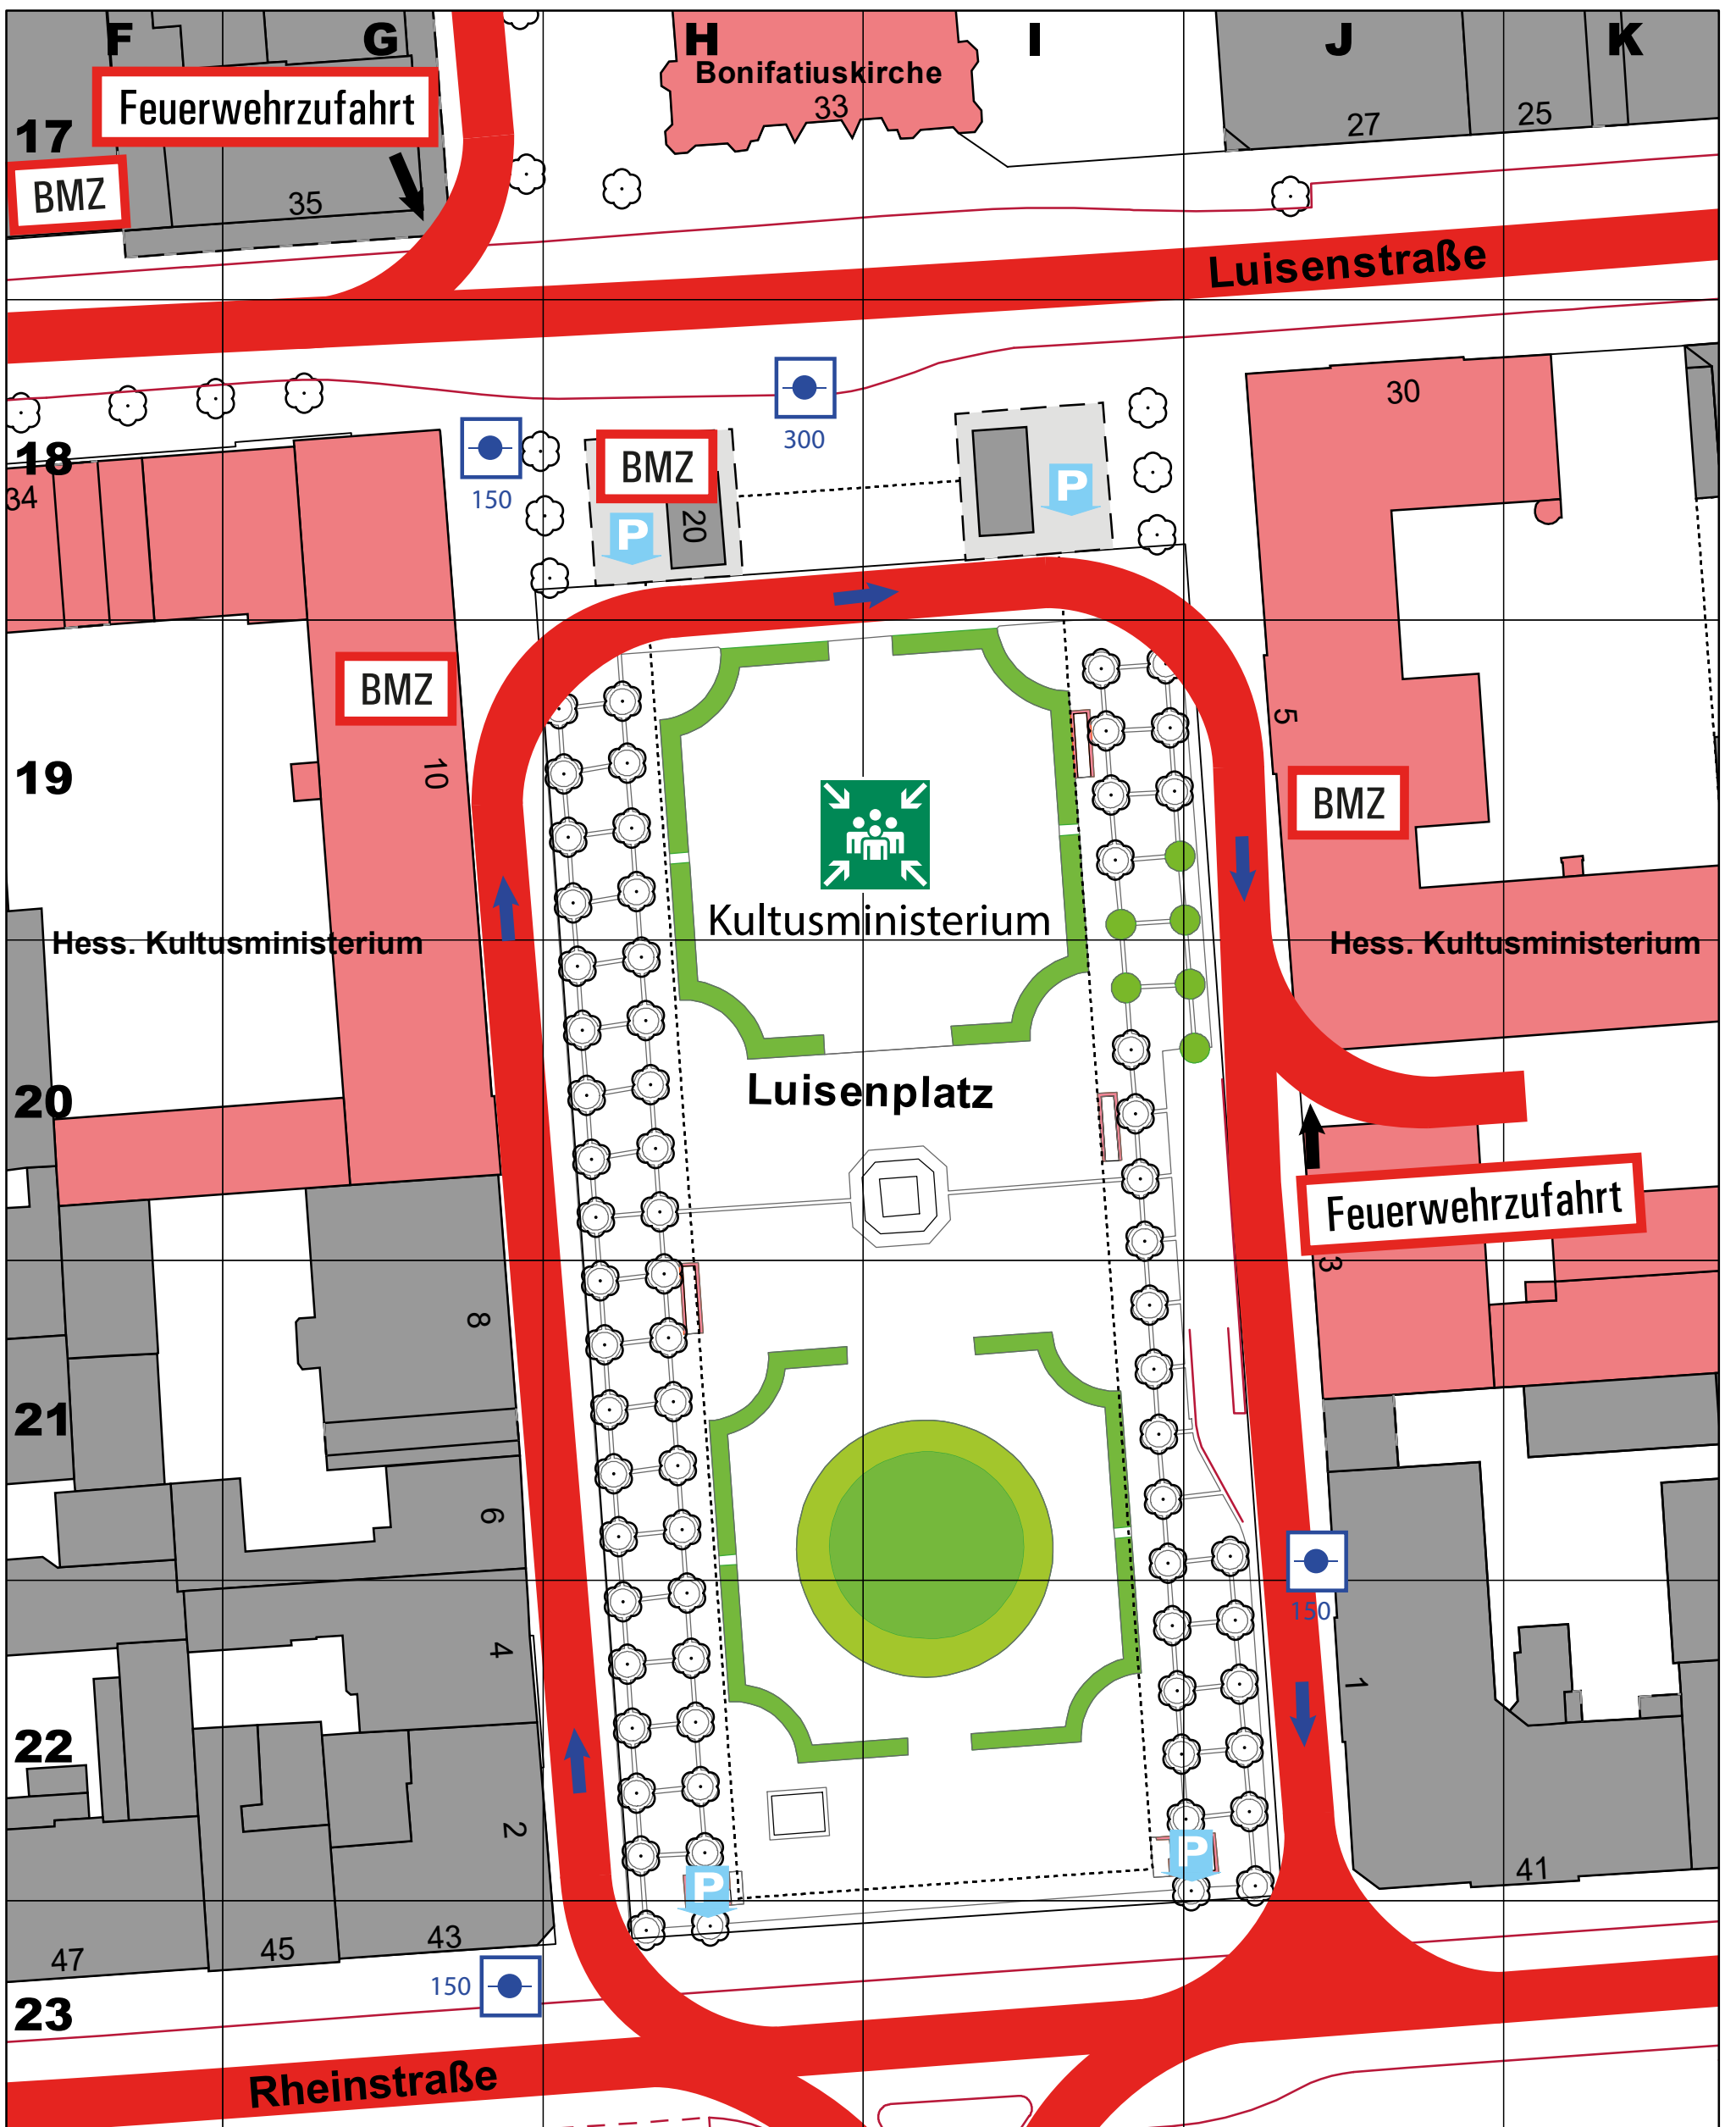 F
G
H
I
J
K
Bonifatiuskirche
33
27
25
Feuerwehrzufahrt
17
BMZ
35
Luisenstraße
30
300
18
BMZ
150
34
P
P
20
BMZ
5
19
10
BMZ
Kultusministerium
Hess. Kultusministerium
Hess. Kultusministerium
Luisenplatz
20
Feuerwehrzufahrt
3
8
21
6
150
4
1
22
2
P
P
41
47
45
43
150
23
Rheinstraße